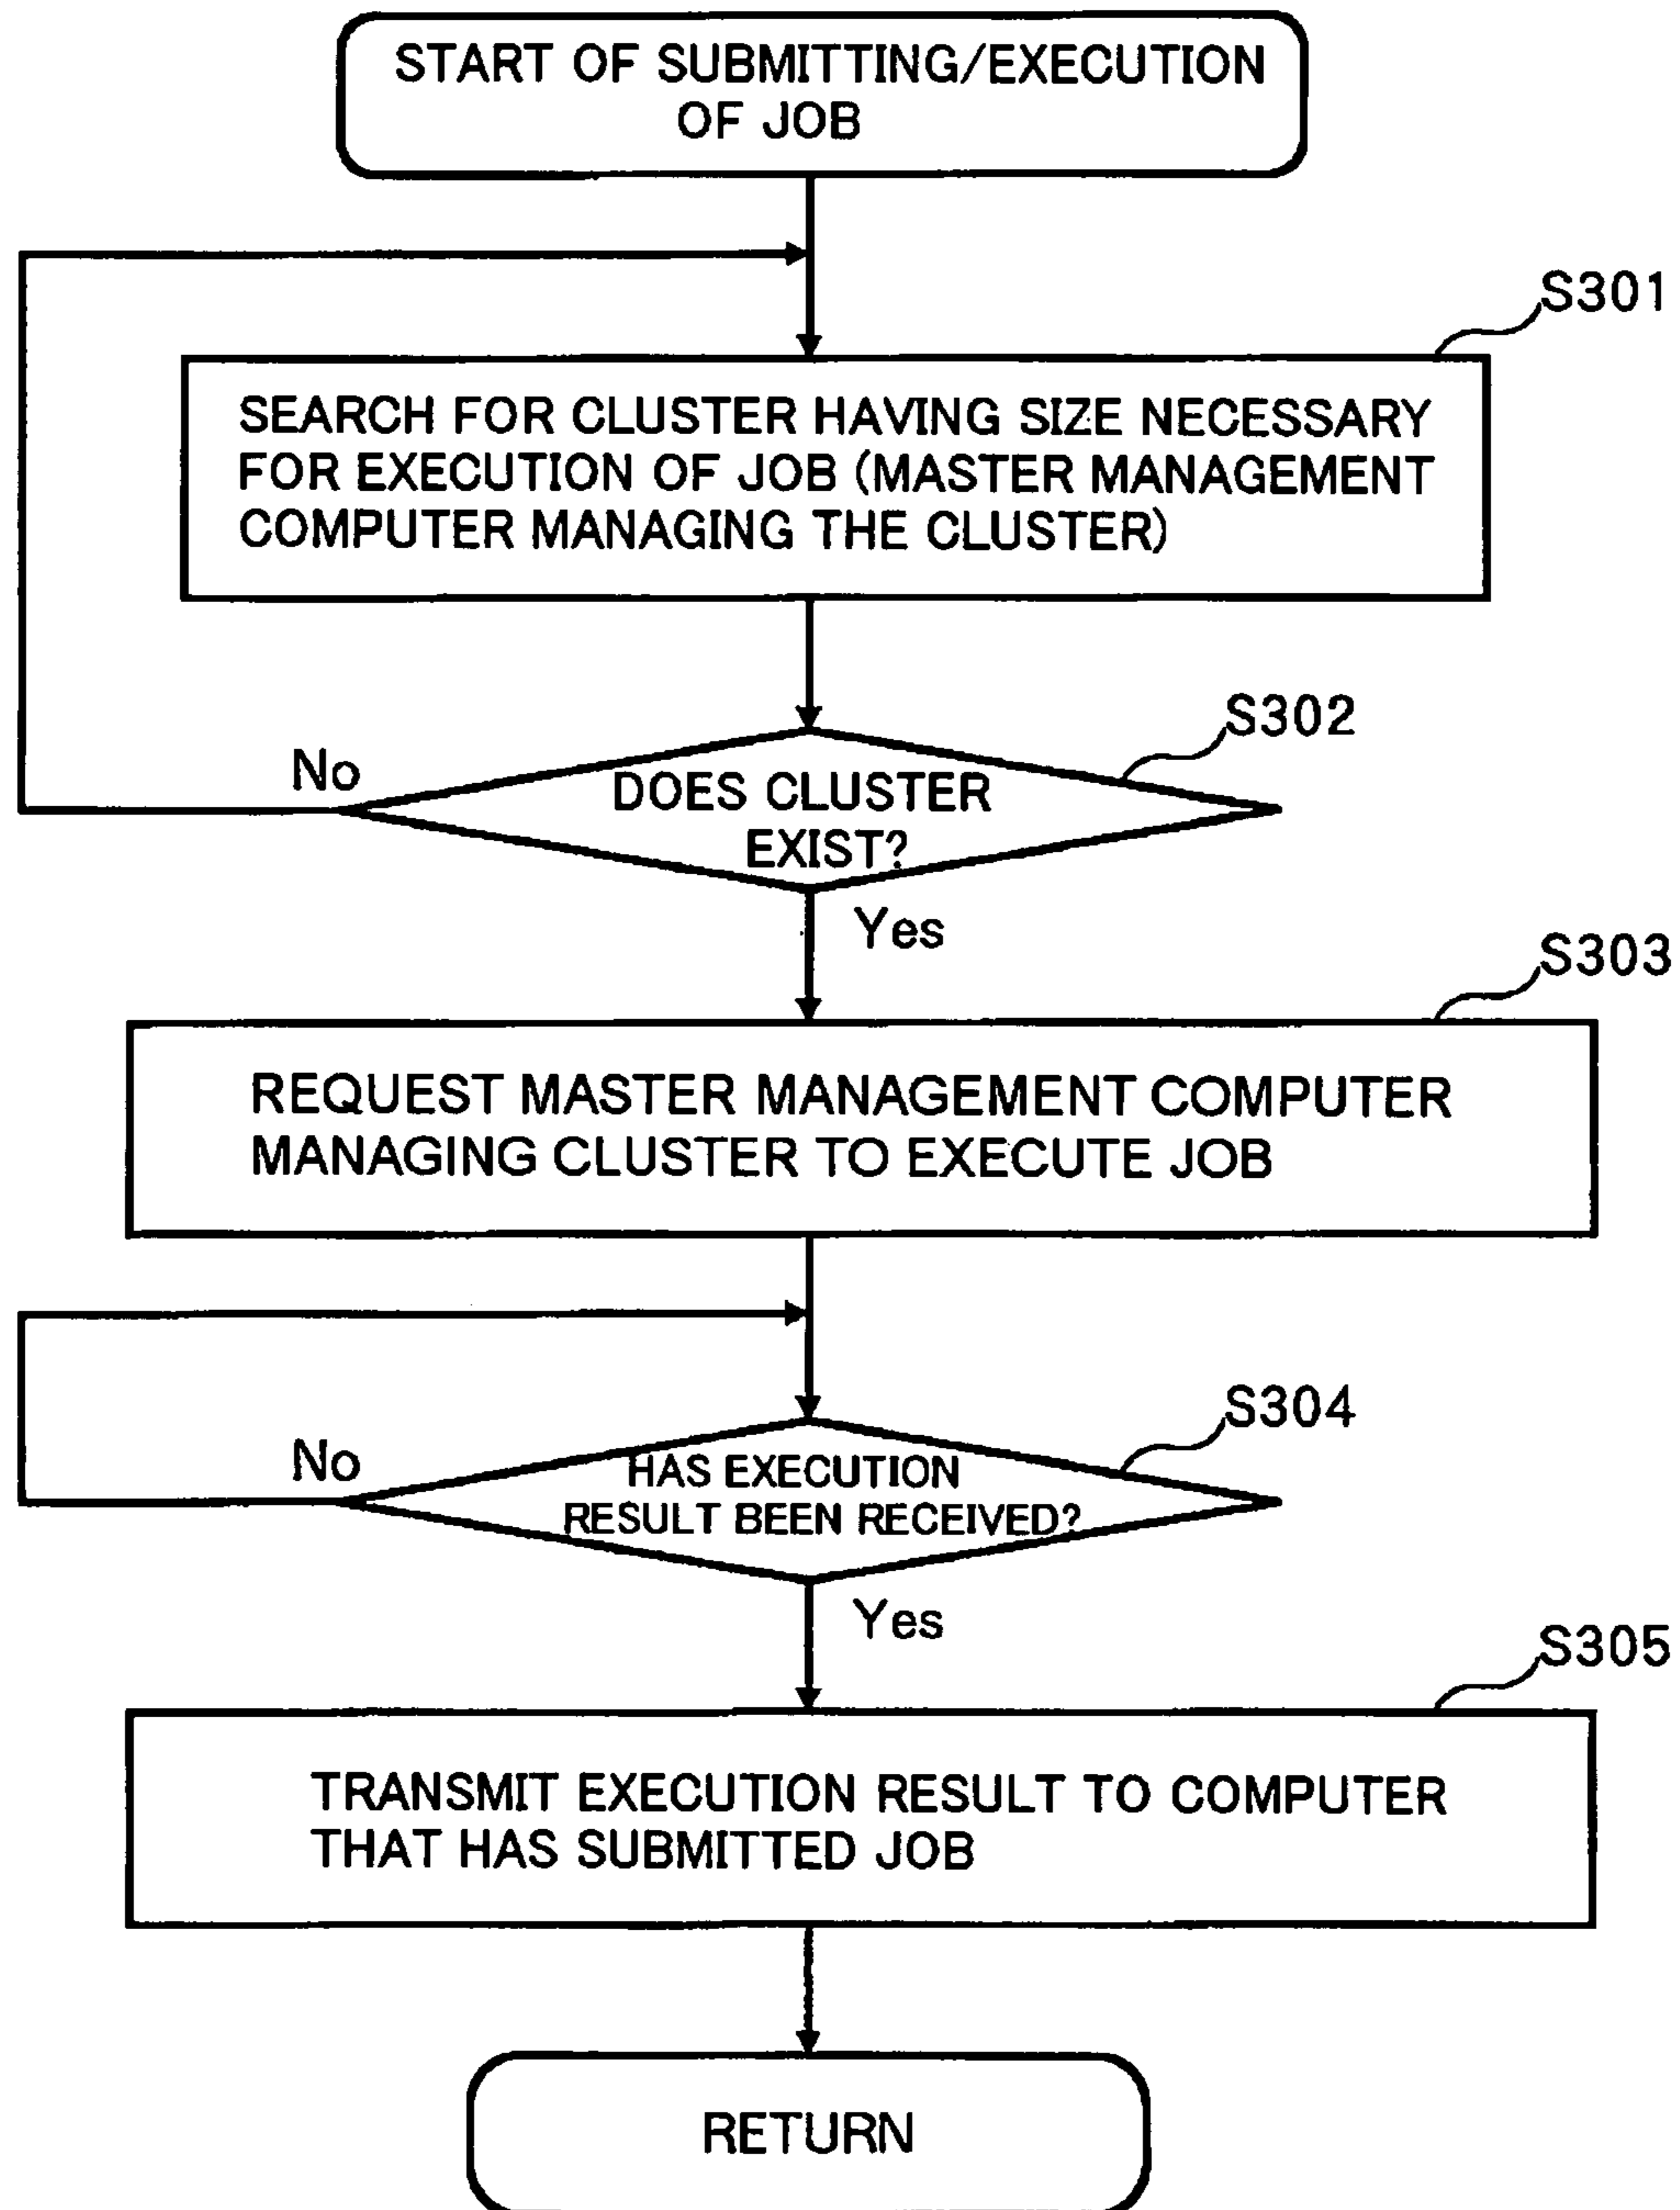 START OF SUBMITTING/EXECUTION
OF JOB
S301
SEARCH FOR CLUSTER HAVING SIZE NECESSARY
FOR EXECUTION OF JOB (MASTER MANAGEMENT
COMPUTER MANAGING THE CLUSTER)
S302
No
DOES CLUSTER
EXIST?
Yes
S303
REQUEST MASTER MANAGEMENT COMPUTER
MANAGING CLUSTER TO EXECUTE JOB
S304
No
HAS EXECUTION
RESULT BEEN RECEIVED?
Yes
S305
TRANSMIT EXECUTION RESULT TO COMPUTER
THAT HAS SUBMITTED JOB
RETURN